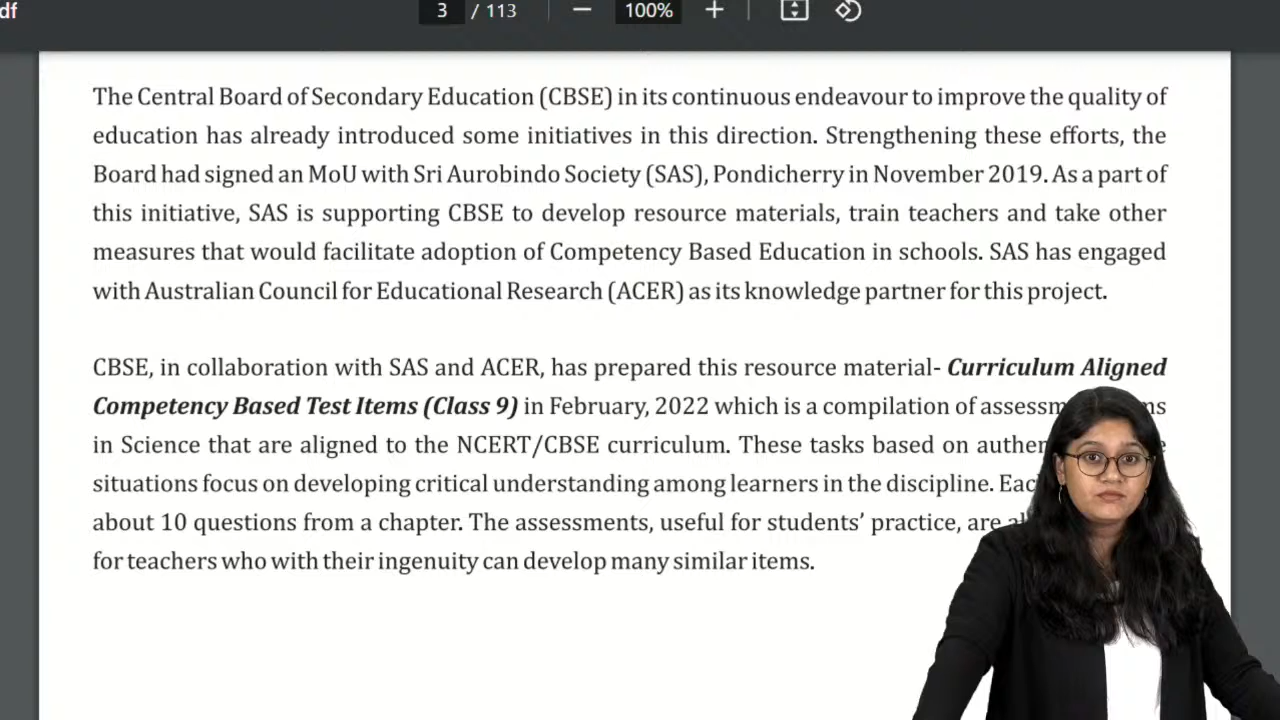 df 3 / 113 100%
The Central Board of Secondary Education (CBSE) in its continuous endeavour to improve the quality of
education has already introduced some initiatives in this direction. Strengthening these efforts, the
Board had signed an MoU with Sri Aurobindo Society (SAS), Pondicherry in November 2019. As a part of
this initiative, SAS is supporting CBSE to develop resource materials, train teachers and take other
measures that would facilitate adoption of Competency Based Education in schools. SAS has engaged
with Australian Council for Educational Research (ACER) as its knowledge partner for this project.
CBSE, in collaboration with SAS and ACER, has prepared this resource material- Curriculum Aligned
Competency Based Test Items (Class 9) in February, 2022 which is a compilation of
in Science that are aligned to the NCERT/CBSE curriculum. These tasks based on
situations focus on developing critical understanding among learners in the discipline.
about 10 questions from a chapter. The assessments, useful for students’ practice, are
for teachers who with their ingenuity can develop many similar items.